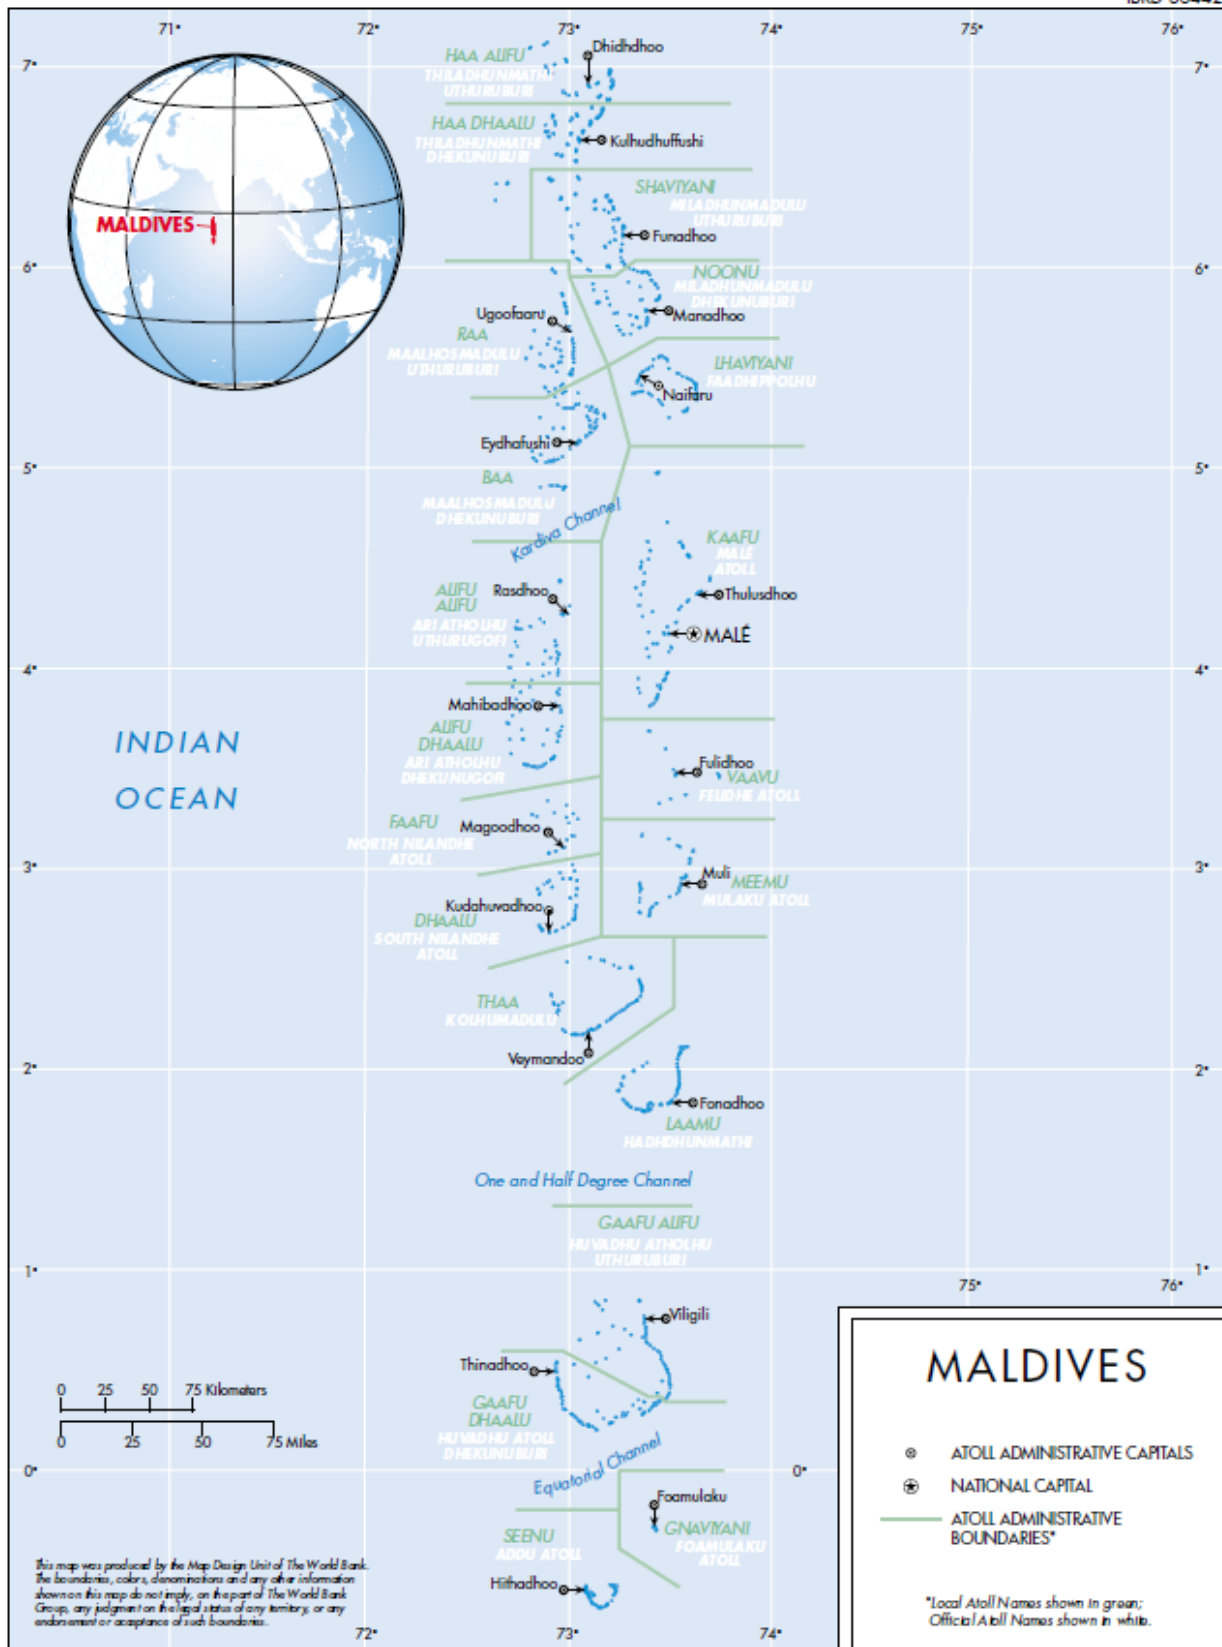 71° 72° 73° 74° 75° 76°
7° Dhidhdhoo 7°
HAA ALIFU
THILADHUNMATHI
UTHURUBURI
HAA DHAALU
THILADHUNMATHI
DHEKUNUBURI
Kulhudhuffushi
SHAVIYANI
MILADHUNMADULU
UTHURUBURI
Funadhoo
MALDIVES
6° 6°
NOONU
MILADHUNMADULU
DHEKUNUBURI
Manadhoo
Ugoofaaru
RAA
MAALHOSMADULU
UTHURUBURI
LHAVIYANI
FAADHIPPOLHU
Naifaru
Eydhafushi
5° 5°
BAA
MAALHOSMADULU
DHEKUNUBURI
Kardiva Channel
KAAFU
MALÉ
ATOLL
Thulusdhoo
MALÉ
Rasdhoo
ALIFU
ALIFU
ARI ATHOLHU
UTHURUGOFI
4° 4°
Mahibadhoo
ALIFU
DHAALU
ARI ATHOLHU
DHEKUNUGOFI
INDIAN
OCEAN
Fulidhoo
VAAVU
FELIDHE ATOLL
FAAFU
Magoodhoo
NORTH NILANDHE
ATOLL
3° 3°
Muli
MEEMU
MULAKU ATOLL
Kudahuvadhoo
DHAALU
SOUTH NILANDHE
ATOLL
THAA
KOLHUMADULU
Veymandoo
2° 2°
Fonadhoo
LAAMU
HADHDHUNMATHI
One and Half Degree Channel
GAAFU ALIFU
HUVADHU ATHOLHU
UTHURUBURI
1° 1°
75° 76°
Viligili
Thinadhoo
GAAFU
DHAALU
HUVADHU ATOLL
DHEKUNUBURI
Equatorial Channel
0 25 50 75 Kilometers
0 25 50 75 Miles
0° 0°
Foamulaku
GNAVIYANI
FOAMULAKU
ATOLL
SEENU
ADDU ATOLL
Hithadhoo
This map was produced by the Map Design Unit of The World Bank.
The boundaries, colors, denominations and any other information
shown on this map do not imply, on the part of The World Bank
Group, any judgment on the legal status of any territory, or any
endorsement or acceptance of such boundaries.
72° 73° 74°
MALDIVES
ATOLL ADMINISTRATIVE CAPITALS
NATIONAL CAPITAL
ATOLL ADMINISTRATIVE
BOUNDARIES*
*Local Atoll Names shown in green;
Official Atoll Names shown in white.